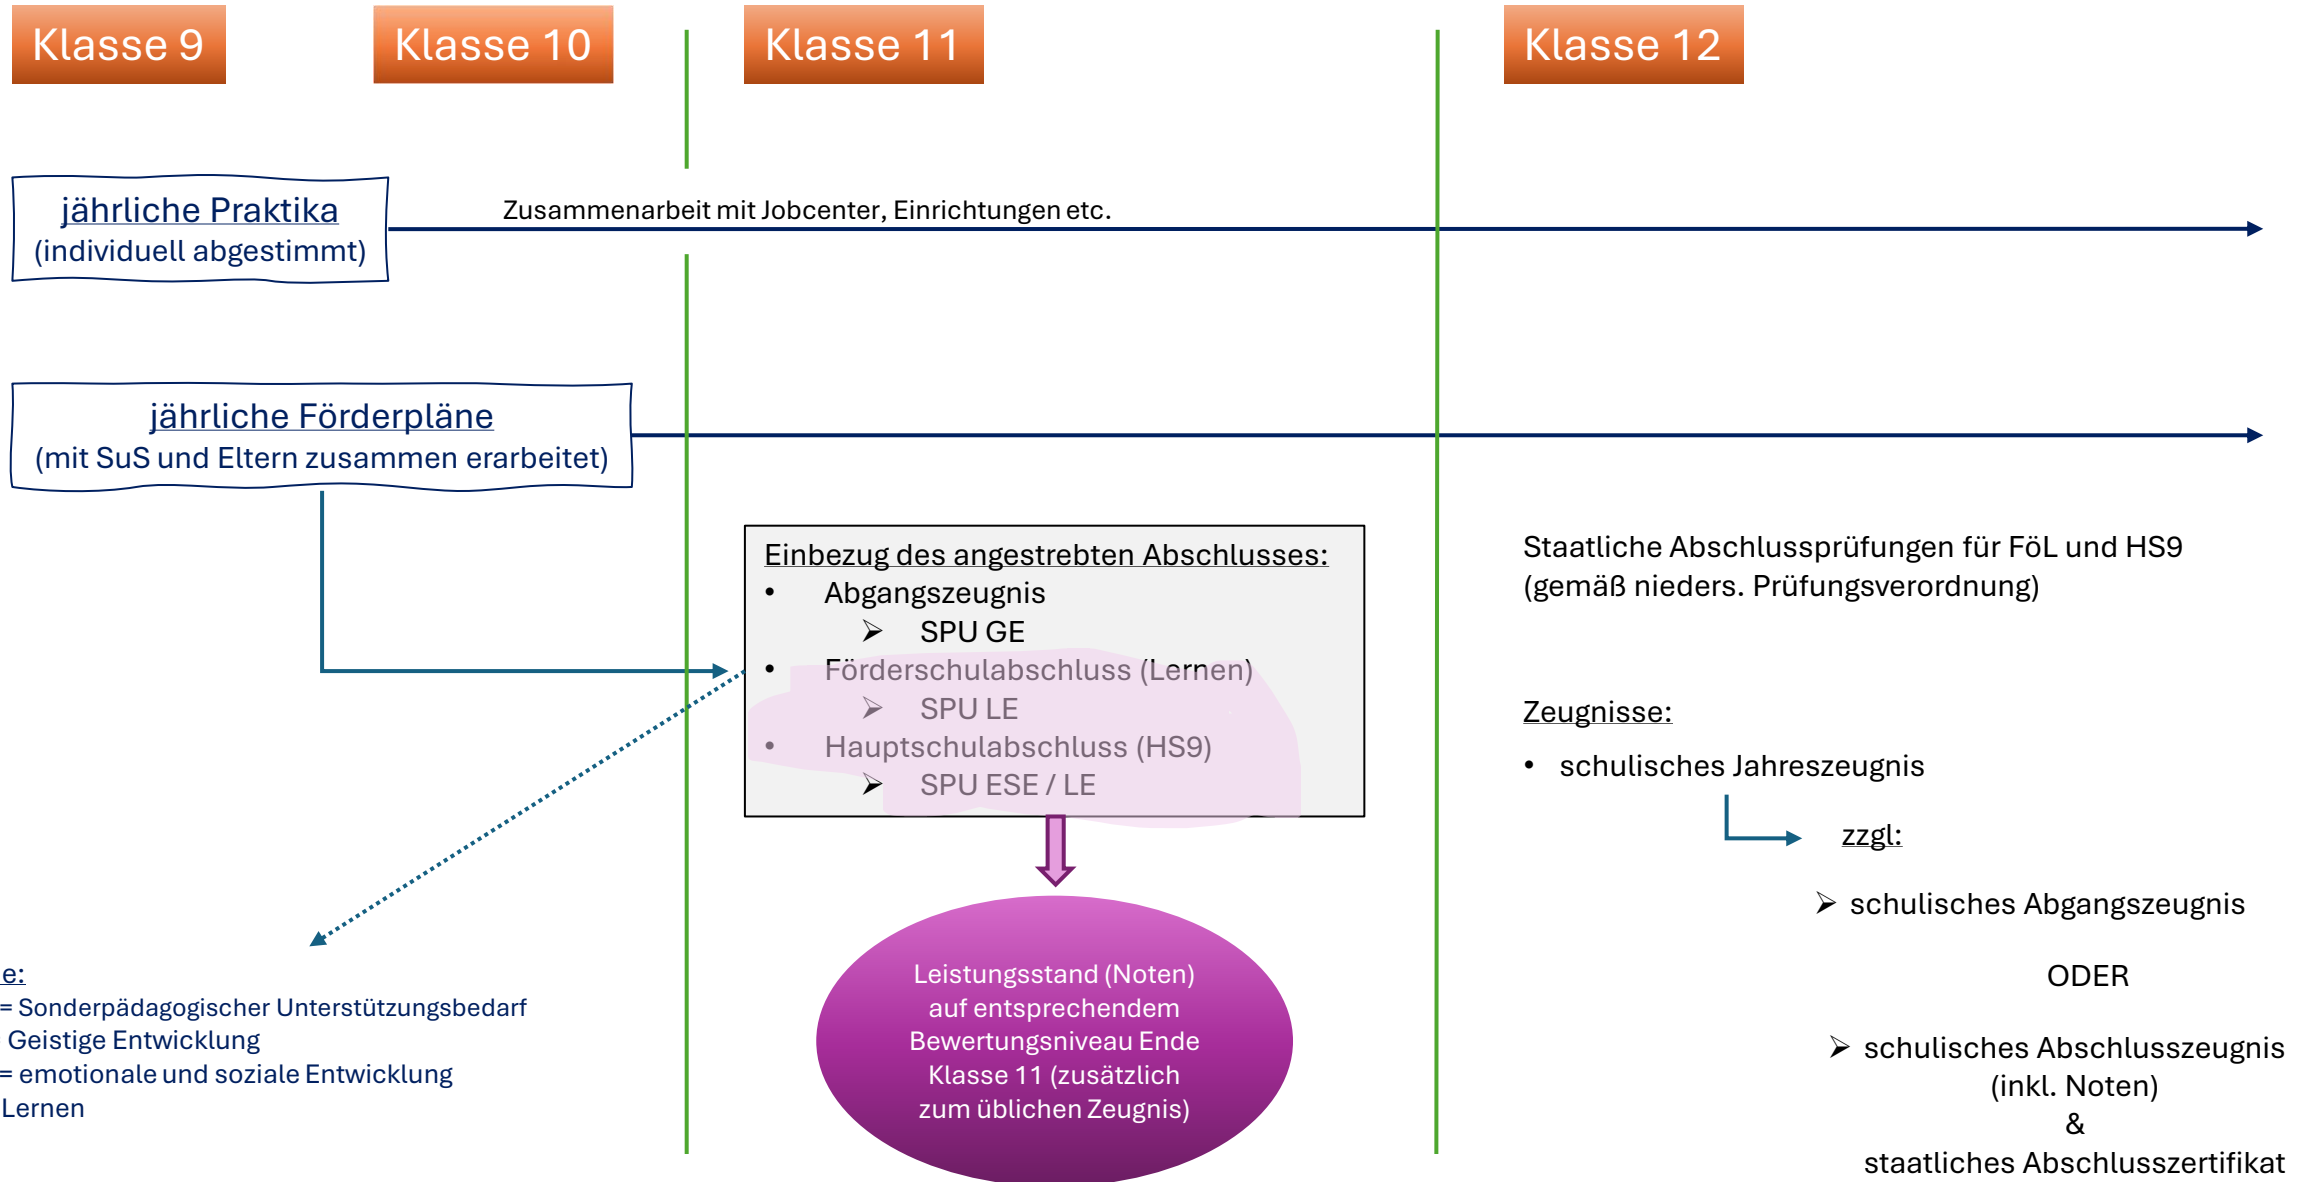 Klasse 9
Klasse 10
Klasse 11
Klasse 12
jährliche Praktika
(individuell abgestimmt)
Zusammenarbeit mit Jobcenter, Einrichtungen etc.
jährliche Förderpläne
(mit SuS und Eltern zusammen erarbeitet)
Einbezug des angestrebten Abschlusses:
• Abgangszeugnis
➢ SPU GE
• Förderschulabschluss (Lernen)
➢ SPU LE
• Hauptschulabschluss (HS9)
➢ SPU ESE / LE
Leistungsstand (Noten)
auf entsprechendem
Bewertungsniveau Ende
Klasse 11 (zusätzlich
zum üblichen Zeugnis)
e:
= Sonderpädagogischer Unterstützungsbedarf
Geistige Entwicklung
= emotionale und soziale Entwicklung
Lernen
Staatliche Abschlussprüfungen für FöL und HS9
(gemäß nieders. Prüfungsverordnung)
Zeugnisse:
• schulisches Jahreszeugnis
zzgl:
➢ schulisches Abgangszeugnis
ODER
➢ schulisches Abschlusszeugnis
(inkl. Noten)
&
staatliches Abschlusszertifikat